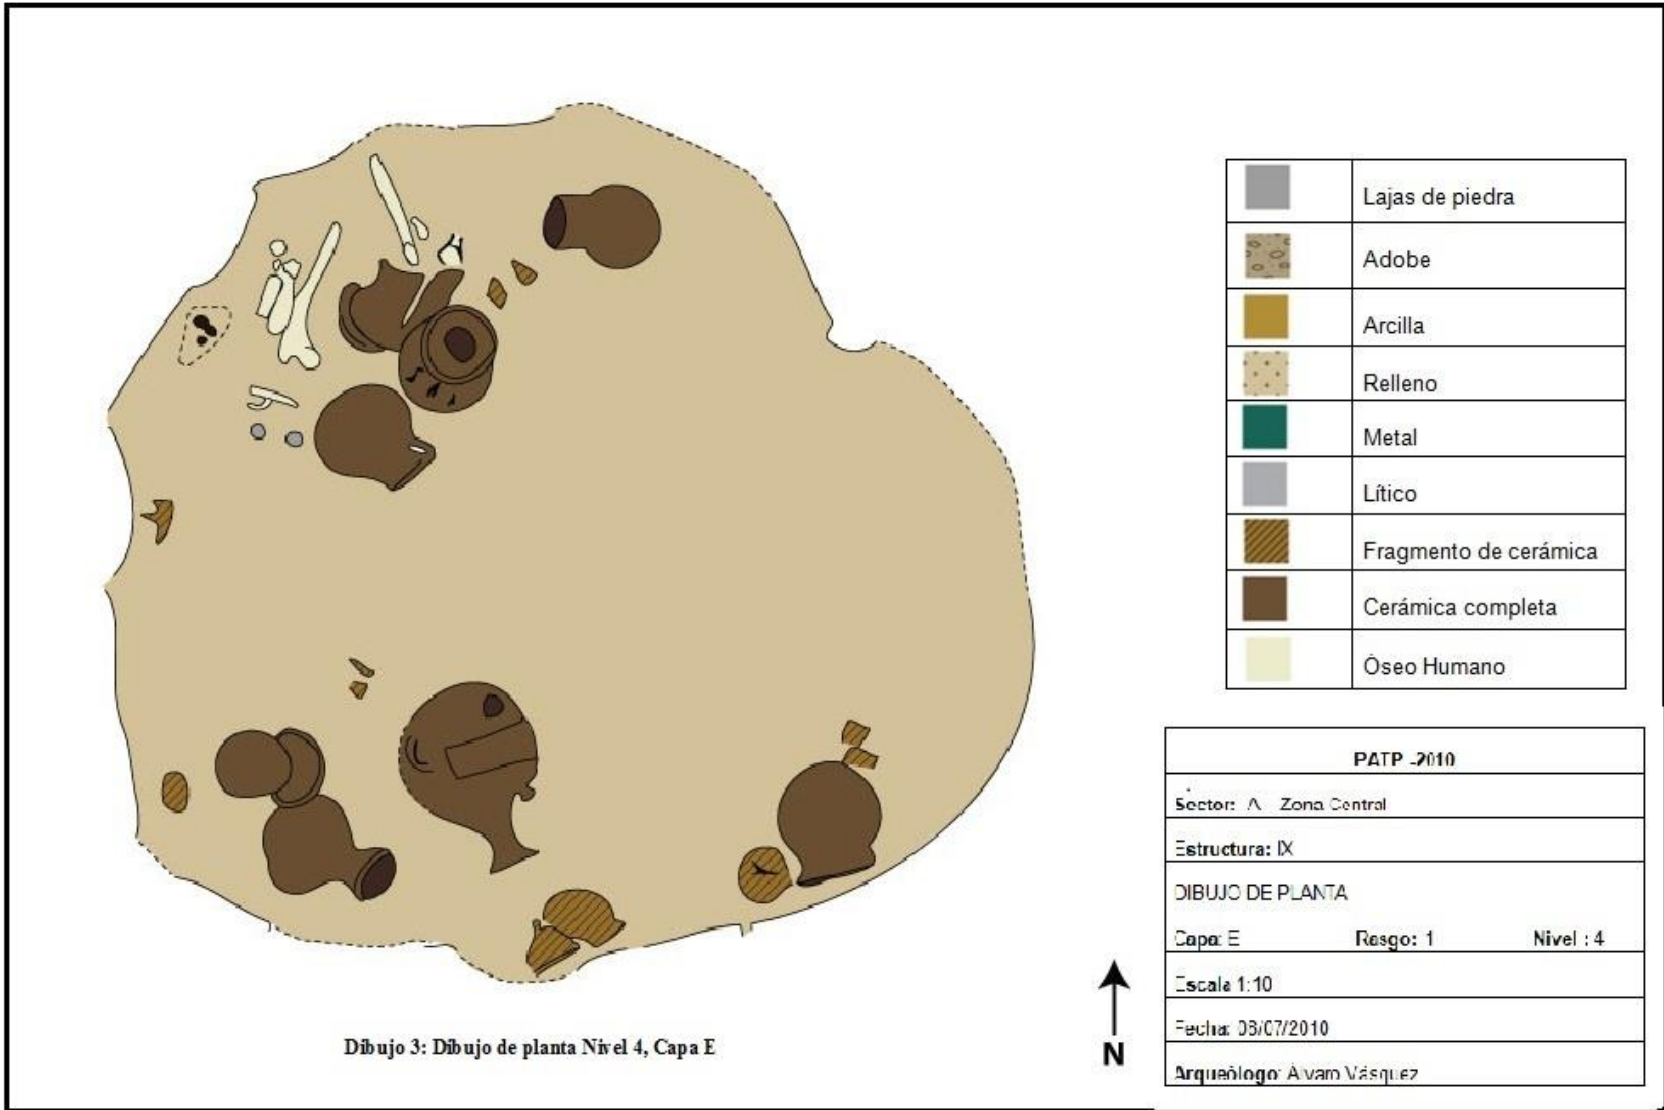 Lajas de piedra
Adobe
Arcilla
Relleno
Metal
Lítico
Fragmento de cerámica
Cerámica completa
Óseo Humano
PATP -2010
Sector: A Zona Central
Estructura: IX
DIBUJO DE PLANTA
Capa: E Rasgo: 1 Nivel : 4
Escala 1:10
Fecha: 08/07/2010
Arqueólogo: Álvaro Vásquez
N
Dibujo 3: Dibujo de planta Nivel 4, Capa E